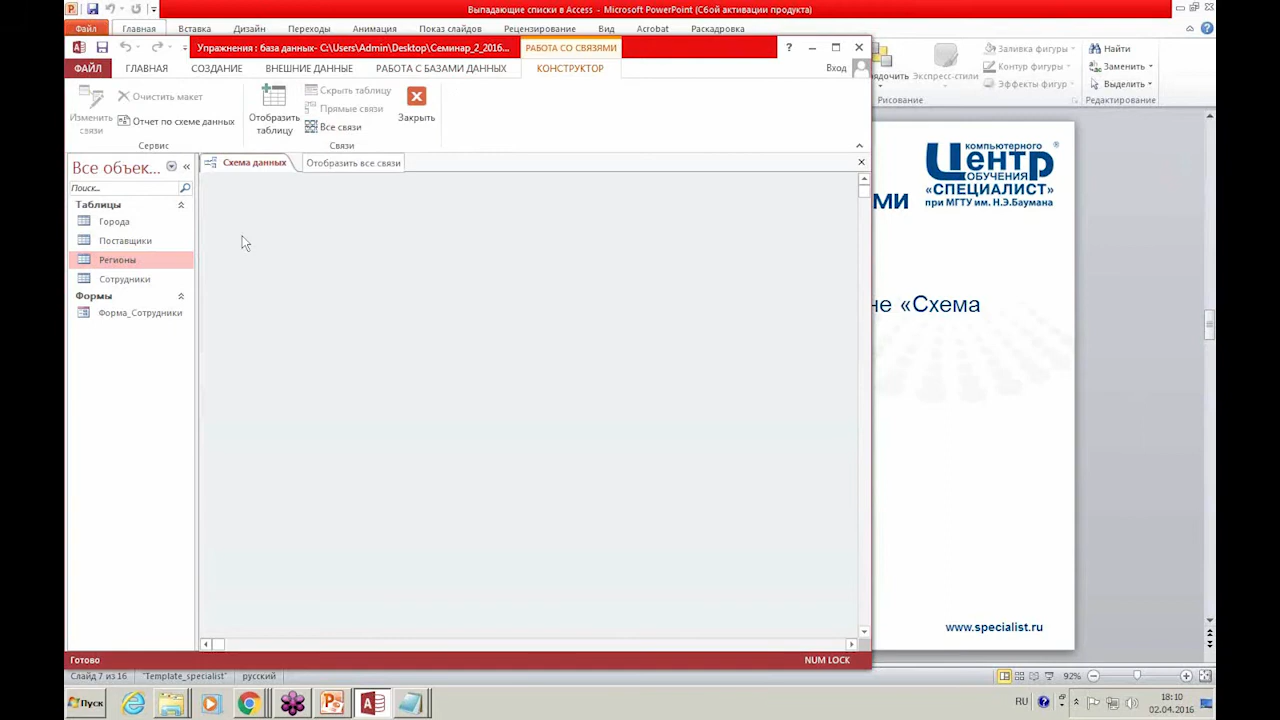 Выпадающие списки в Access - Microsoft PowerPoint (Сбой активации продукта)
Файл Главная Вставка Дизайн Переходы Анимация Показ слайдов Рецензирование Вид Acrobat Раскадровка
Упражнения : база данных- C:\Users\Admin\Desktop\Семинар_2_2016... РАБОТА СО СВЯЗЯМИ
ФАЙЛ ГЛАВНАЯ СОЗДАНИЕ ВНЕШНИЕ ДАННЫЕ РАБОТА С БАЗАМИ ДАННЫХ КОНСТРУКТОР Вход
Изменить связи
Очистить макет
Отчет по схеме данных
Сервис
Отобразить таблицу
Скрыть таблицу
Прямые связи
Все связи
Связи
Закрыть
Экспресс-стили
Заливка фигуры
Контур фигуры
Эффекты фигур
Рисование
Найти
Заменить
Выделить
Редактирование
Все объек...
Поиск...
Таблицы
Города
Поставщики
Регионы
Сотрудники
Формы
Форма_Сотрудники
Схема данных
Отобразить все связи
компьютерного
Центр
ОБУЧЕНИЯ
«СПЕЦИАЛИСТ»
при МГТУ им. Н.Э.Баумана
ми
не «Схема
www.specialist.ru
Готово NUM LOCK
Слайд 7 из 16 "Template_specialist" русский 92%
Пуск RU 18:10
02.04.2016